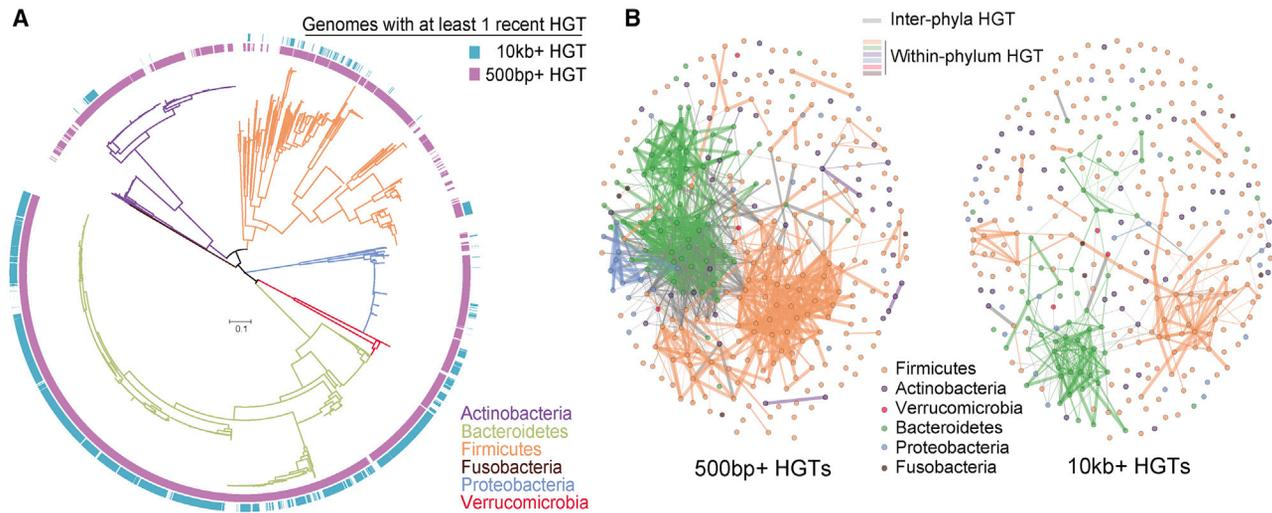 A
Genomes with at least 1 recent HGT
10kb+ HGT
500bp+ HGT
0.1
Actinobacteria
Bacteroidetes
Firmicutes
Fusobacteria
Proteobacteria
Verrucomicrobia
B
Inter-phyla HGT
Within-phylum HGT
Firmicutes
Actinobacteria
Verrucomicrobia
Bacteroidetes
Proteobacteria
Fusobacteria
500bp+ HGTs
10kb+ HGTs